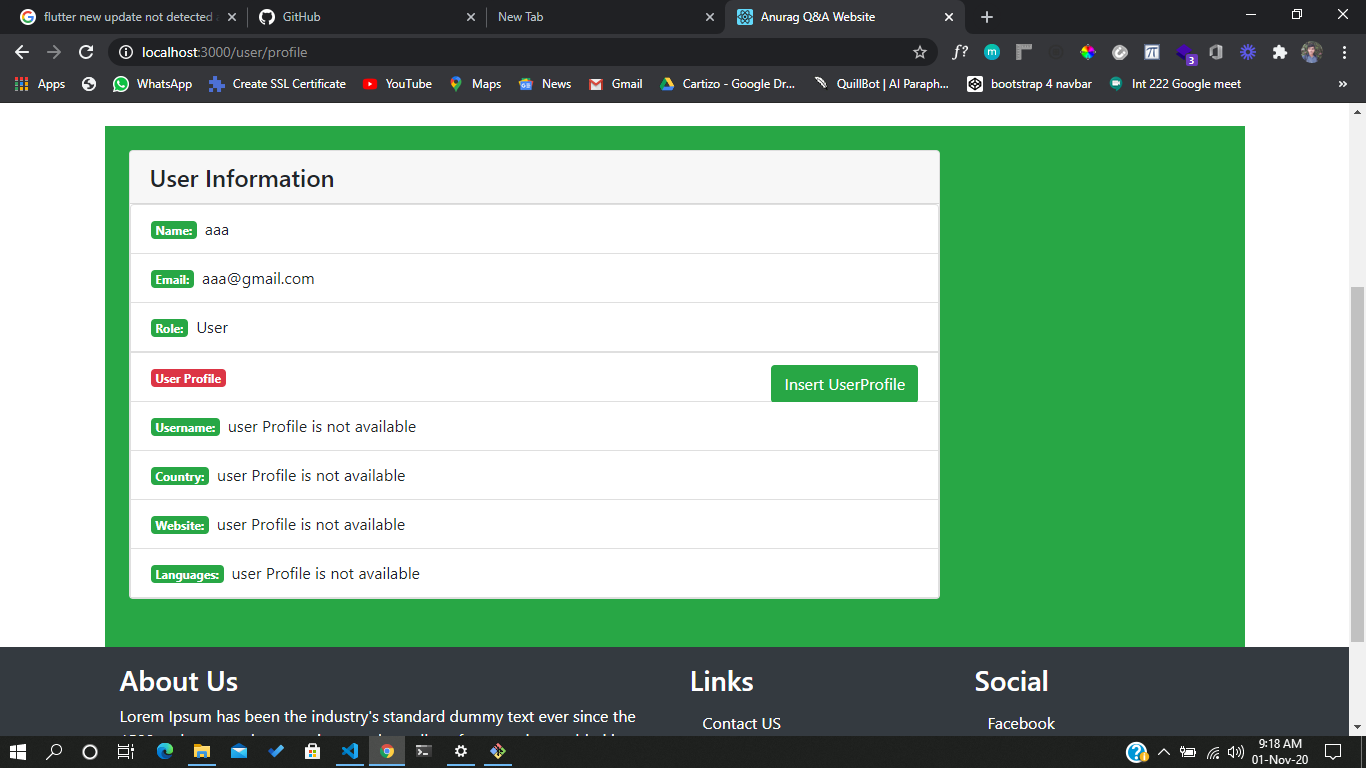 flutter new update not detected
GitHub
New Tab
Anurag Q&A Website
localhost:3000/user/profile
f?
m
3
Apps
WhatsApp
Create SSL Certificate
YouTube
Maps
News
Gmail
Cartizo - Google Dr...
QuillBot | AI Paraph...
bootstrap 4 navbar
Int 222 Google meet
»
User Information
Name: aaa
Email: aaa@gmail.com
Role: User
User Profile
Insert UserProfile
Username: user Profile is not available
Country: user Profile is not available
Website: user Profile is not available
Languages: user Profile is not available
About Us
Links
Social
Lorem Ipsum has been the industry's standard dummy text ever since the
Contact US
Facebook
9:18 AM
01-Nov-20